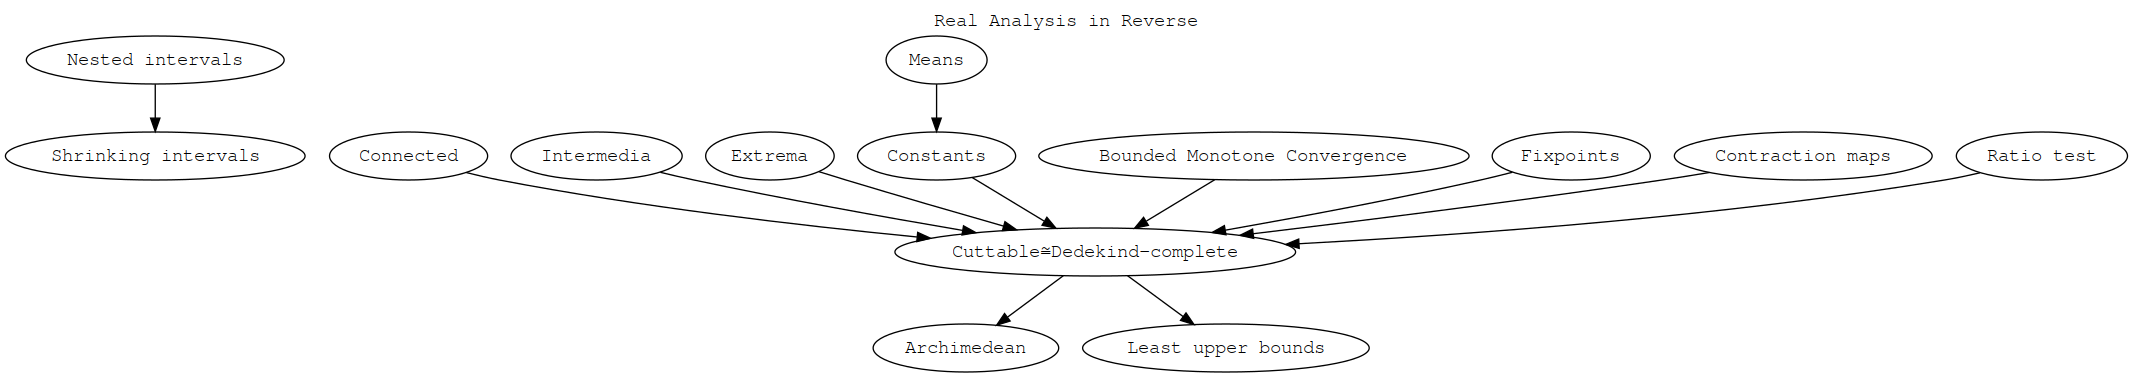 Real Analysis in Reverse
Nested intervals
Means
Shrinking intervals
Connected
Intermedia
Extrema
Constants
Bounded Monotone Convergence
Fixpoints
Contraction maps
Ratio test
Cuttable≅Dedekind-complete
Archimedean
Least upper bounds